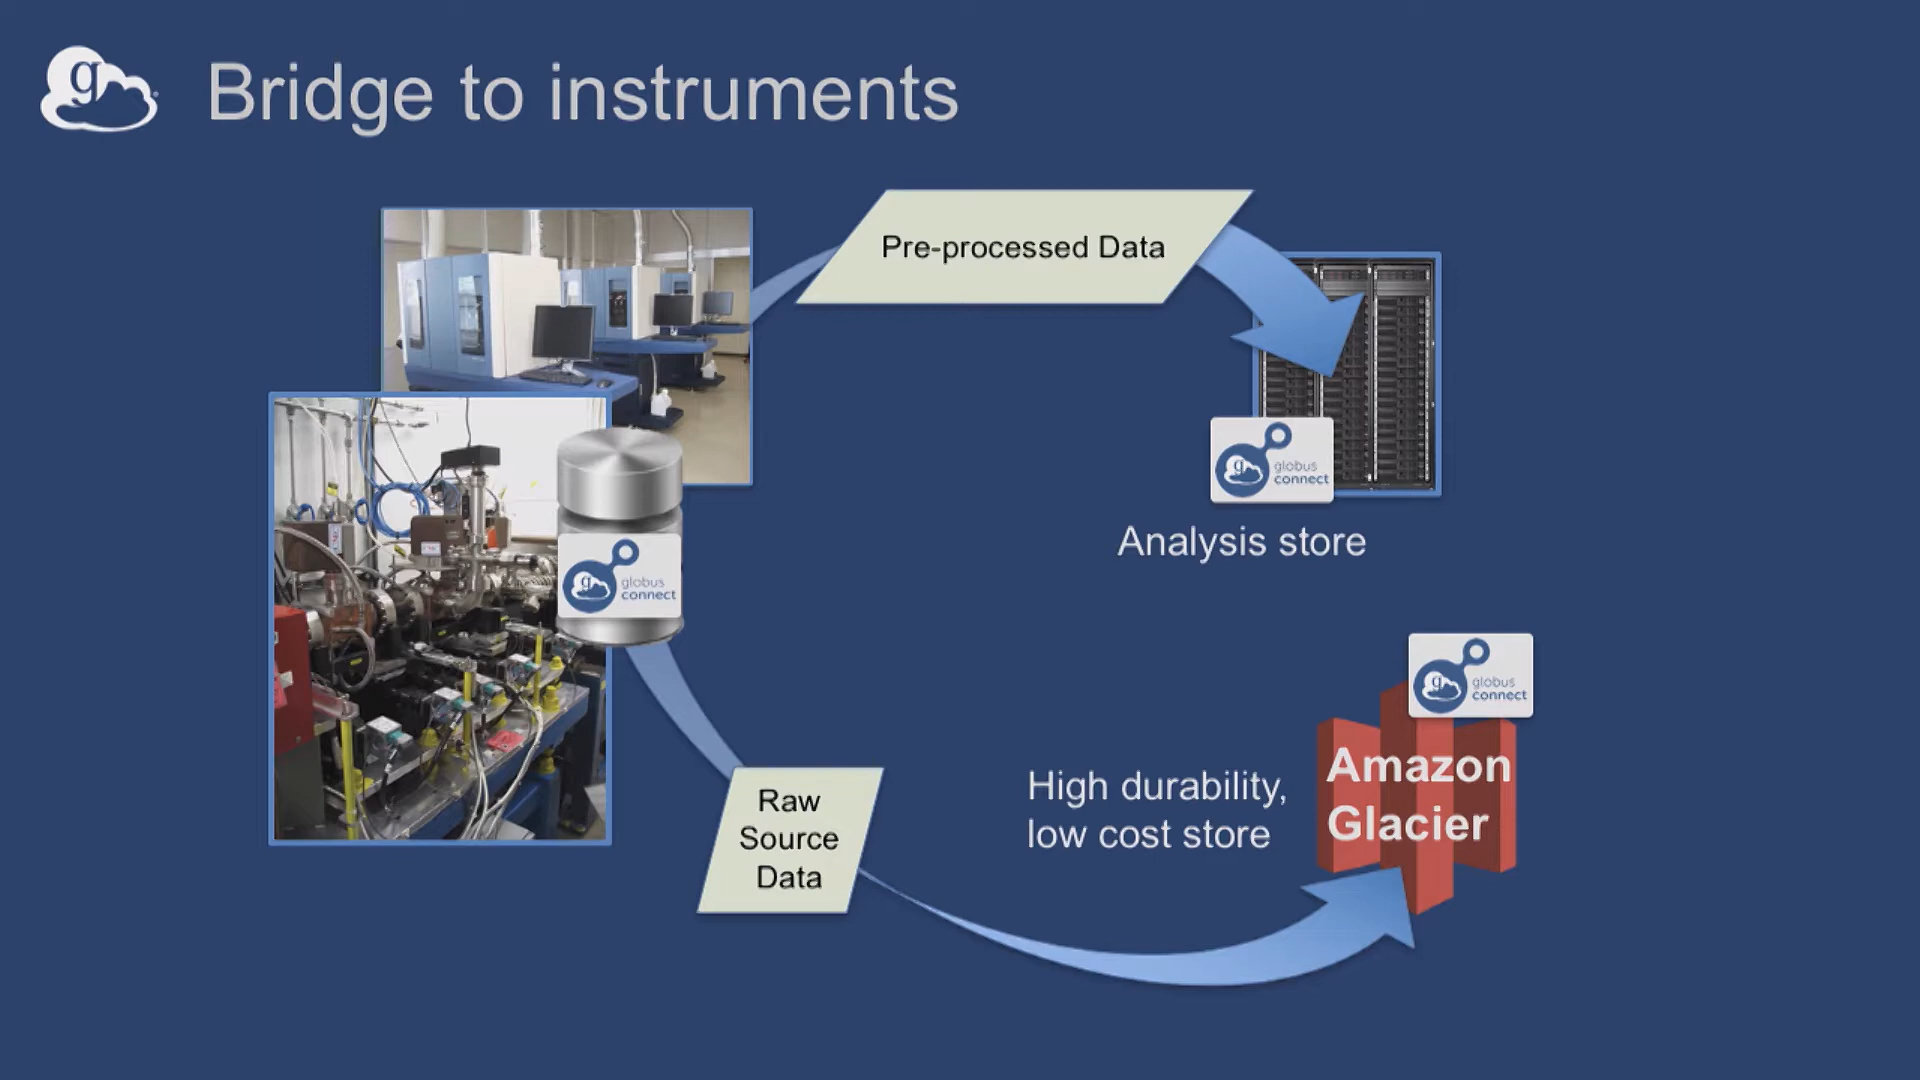 g
Bridge to instruments
Pre-processed Data
g
globus
connect
Analysis store
g
globus
connect
g
globus
connect
Raw
Source
Data
High durability,
low cost store
Amazon
Glacier